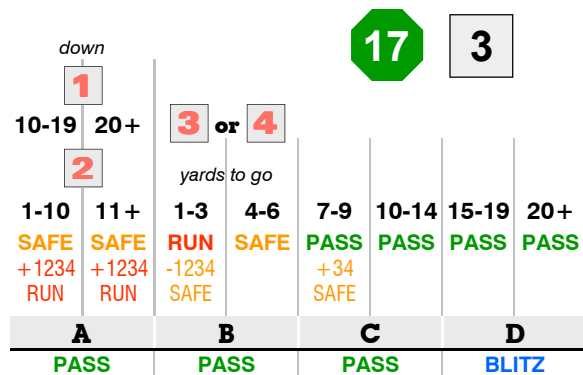 17 3
down
1
10-19 20+ 3 or 4
2 yards to go
1-10 11+ 1-3 4-6 7-9 10-14 15-19 20+
SAFE SAFE RUN SAFE PASS PASS PASS PASS
+1234 +1234 -1234 +34
RUN RUN SAFE SAFE
A B C D
PASS PASS PASS BLITZ